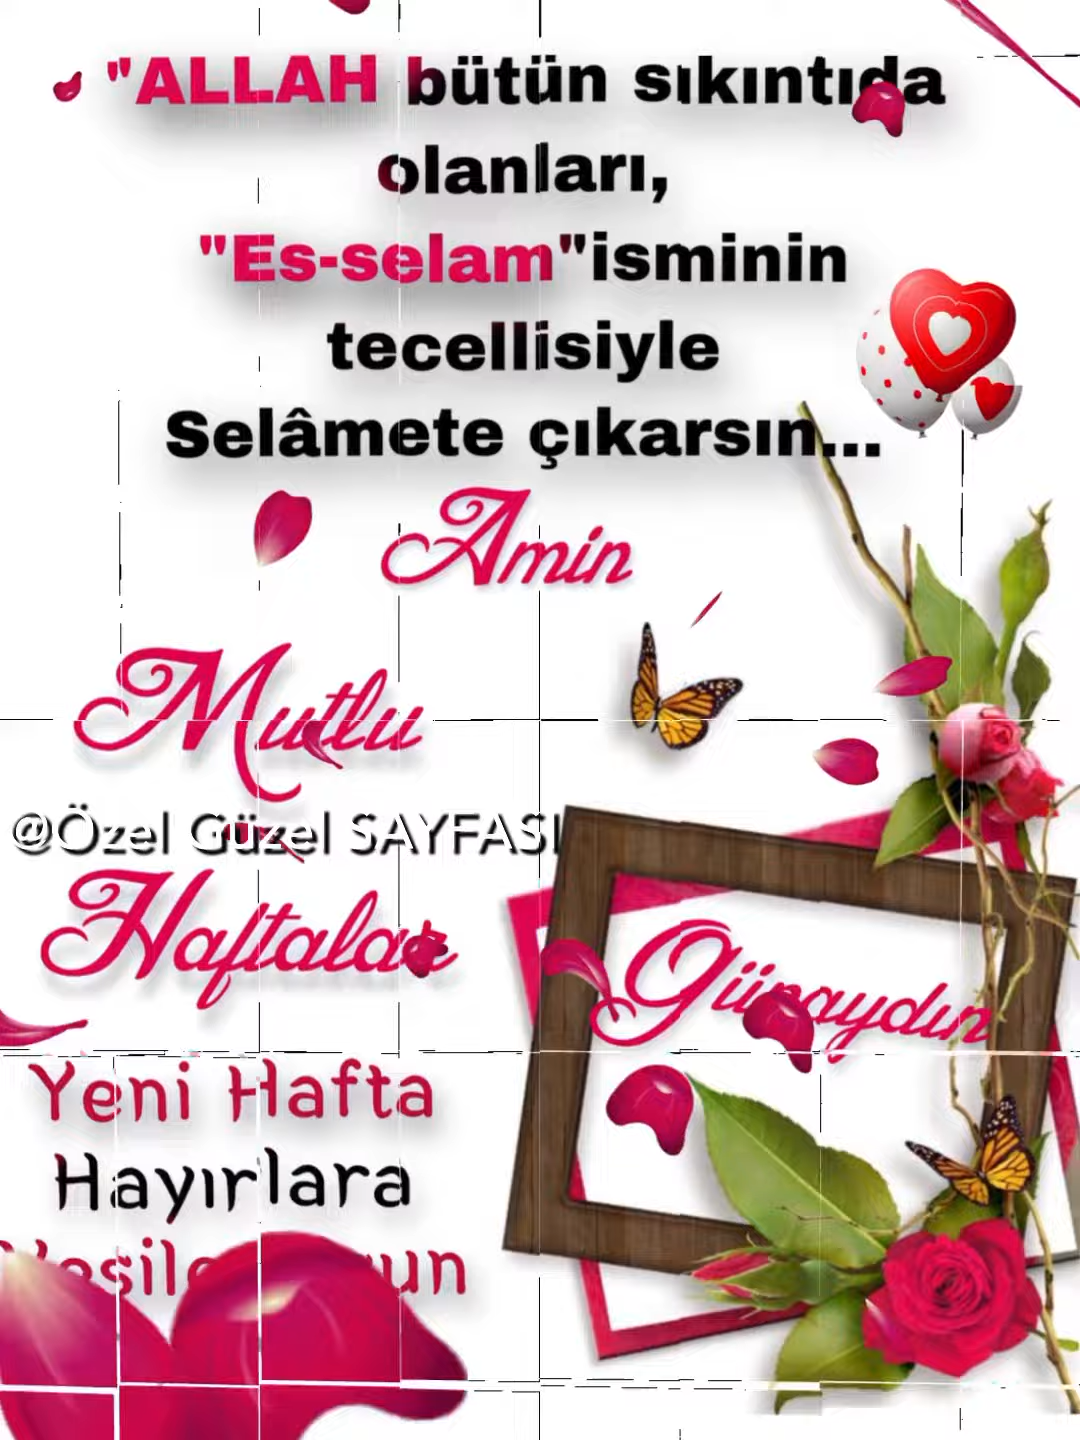 "ALLAH bütün sıkıntıda
olanları,
"Es-selam"isminin
tecellisiyle
Selâmete çıkarsın...
Amin
Mutlu
@Özel Güzel SAYFASI
Haftalar
Günaydın
Yeni Hafta
Hayırlara